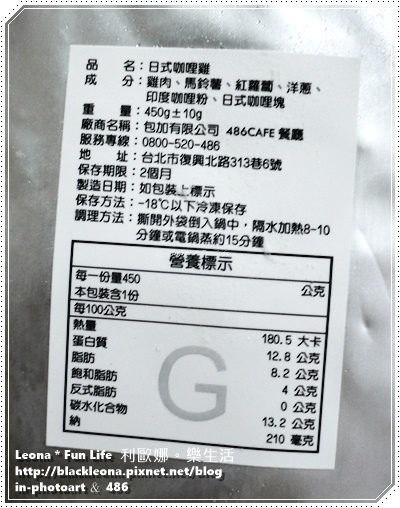 品　　名：日式咖哩雞
成　　分：雞肉、馬鈴薯、紅蘿蔔、洋蔥、
印度咖哩粉、日式咖哩塊
重　　量：450g±10g
廠商名稱：包加有限公司 486CAFE 餐廳
服務專線：0800-520-486
地　　址：台北市復興北路313巷6號
保存期限：2個月
製造日期：如包裝上標示
保存方法：-18℃以下冷凍保存
調理方法：撕開外袋倒入鍋中，隔水加熱8-10
分鐘或電鍋蒸約15分鐘
營養標示
每一份量450 公克
本包裝含1份
每100公克
熱量 180.5 大卡
蛋白質 12.8 公克
脂肪 8.2 公克
飽和脂肪 4 公克
反式脂肪 0 公克
碳水化合物 13.2 公克
納 210 毫克
G
Leona * Fun Life 利歐娜。樂生活
http://blackleona.pixnet.net/blog
in-photoart & 486